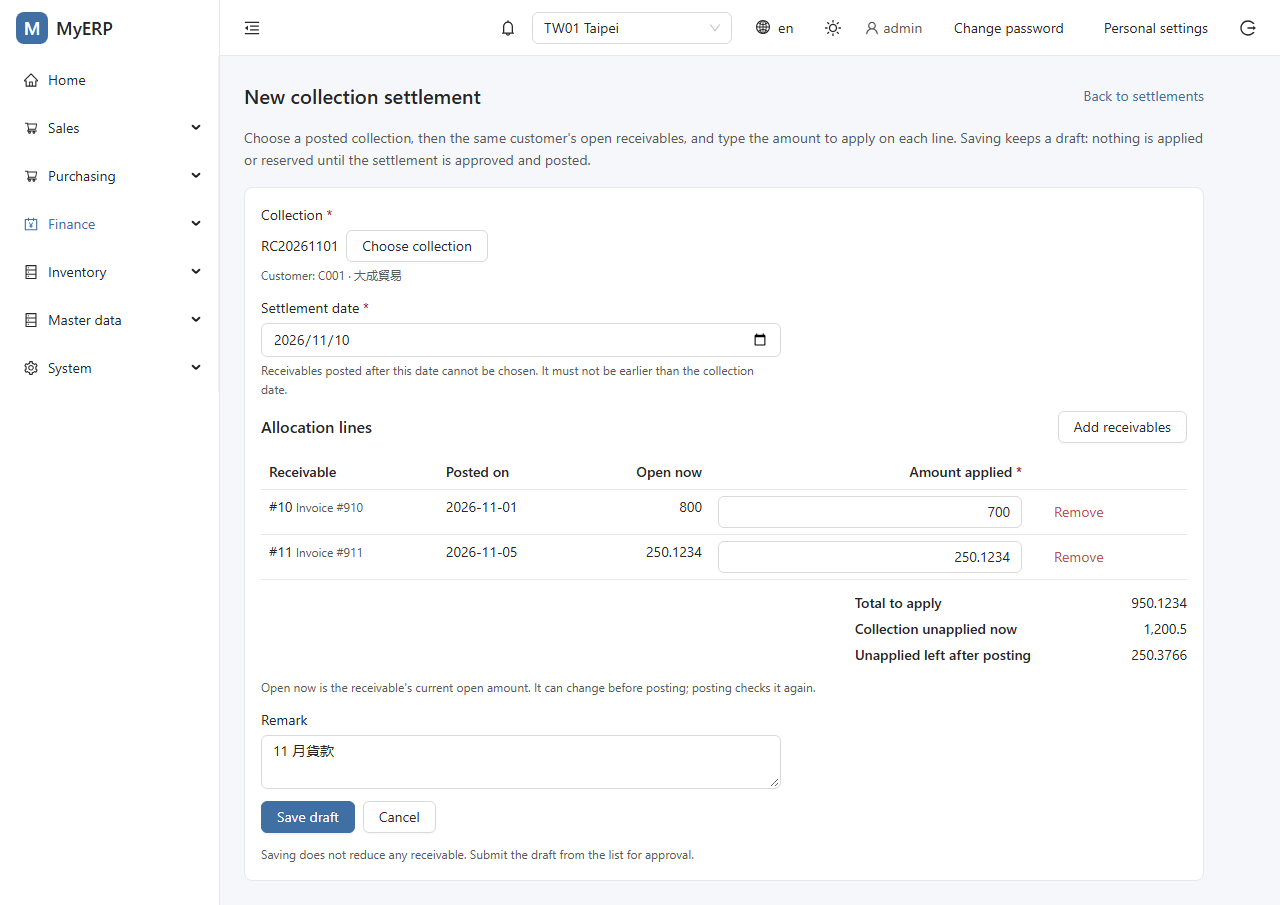 M MyERP
TW01 Taipei
en
admin
Change password
Personal settings
Home
Sales
Purchasing
Finance
Inventory
Master data
System
New collection settlement
Back to settlements
Choose a posted collection, then the same customer's open receivables, and type the amount to apply on each line. Saving keeps a draft: nothing is applied
or reserved until the settlement is approved and posted.
Collection *
RC20261101 Choose collection
Customer: C001 · 大成貿易
Settlement date *
2026/11/10
Receivables posted after this date cannot be chosen. It must not be earlier than the collection
date.
Allocation lines Add receivables
Receivable Posted on Open now Amount applied *
#10 Invoice #910 2026-11-01 800 700 Remove
#11 Invoice #911 2026-11-05 250.1234 250.1234 Remove
Total to apply 950.1234
Collection unapplied now 1,200.5
Unapplied left after posting 250.3766
Open now is the receivable's current open amount. It can change before posting; posting checks it again.
Remark
11 月貨款
Save draft Cancel
Saving does not reduce any receivable. Submit the draft from the list for approval.